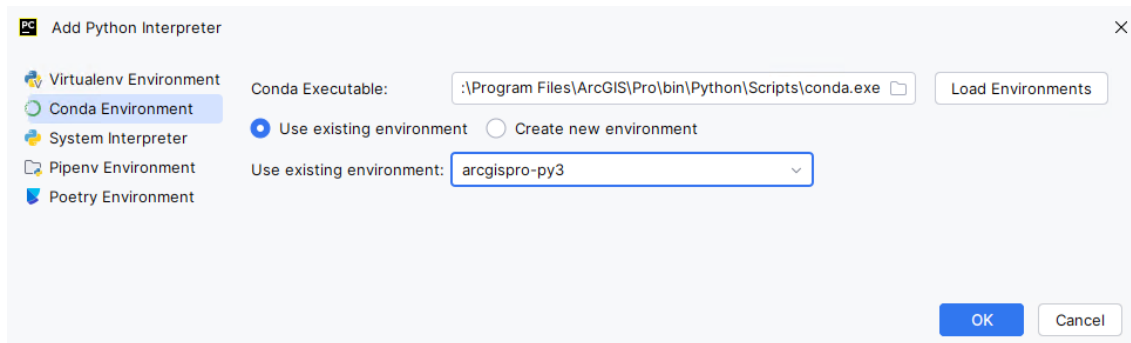 PC Add Python Interpreter
Virtualenv Environment
Conda Environment
System Interpreter
Pipenv Environment
Poetry Environment
Conda Executable: :\Program Files\ArcGIS\Pro\bin\Python\Scripts\conda.exe Load Environments
Use existing environment Create new environment
Use existing environment: arcgispro-py3
OK Cancel